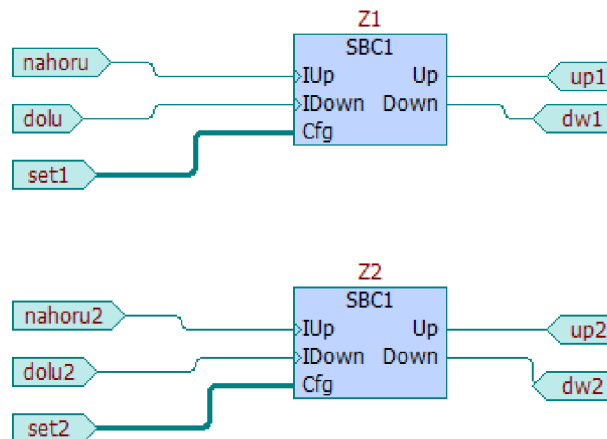 Z1
SBC1
nahoru IUp Up up1
dolu IDown Down dw1
set1 Cfg
Z2
SBC1
nahoru2 IUp Up up2
dolu2 IDown Down dw2
set2 Cfg